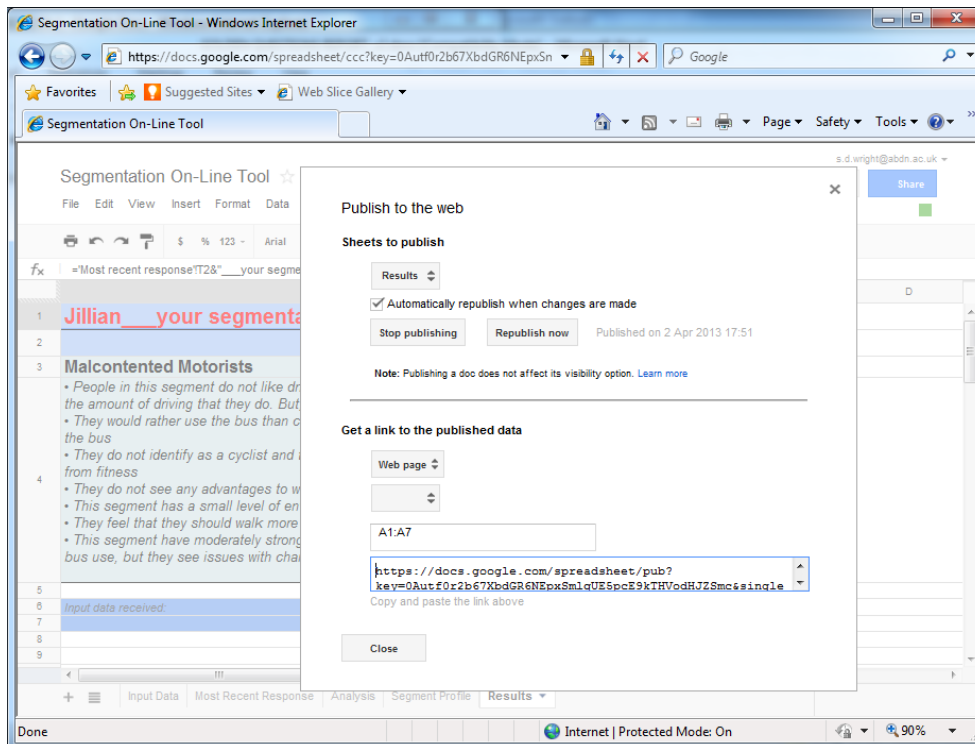 Segmentation On-Line Tool - Windows Internet Explorer
https://docs.google.com/spreadsheet/ccc?key=0Autf0r2b67XbdGR6NEpxSn
Google
Favorites Suggested Sites Web Slice Gallery
Segmentation On-Line Tool
Page Safety Tools
s.d.wright@abdn.ac.uk
Segmentation On-Line Tool
Share
File Edit View Insert Format Data
$ % 123 - Arial
fx ='Most recent response'!T2&"___your segme
D
1 Jillian___your segmenta
2
3 Malcontented Motorists
4
• People in this segment do not like dr
the amount of driving that they do. But
• They would rather use the bus than c
the bus
• They do not identify as a cyclist and
from fitness
• They do not see any advantages to w
• This segment has a small level of en
• They feel that they should walk more
• This segment have moderately strong
bus use, but they see issues with cha
5
6 Input data received:
7
8
9
Publish to the web
Sheets to publish
Results
Automatically republish when changes are made
Stop publishing Republish now Published on 2 Apr 2013 17:51
Note: Publishing a doc does not affect its visibility option. Learn more
Get a link to the published data
Web page
A1:A7
https://docs.google.com/spreadsheet/pub?
key=0Autf0r2b67XbdGR6NEpxSmlqUE5pcE9kTHVodHJZSmc&single
Copy and paste the link above
Close
Input Data Most Recent Response Analysis Segment Profile Results
Done Internet | Protected Mode: On 90%